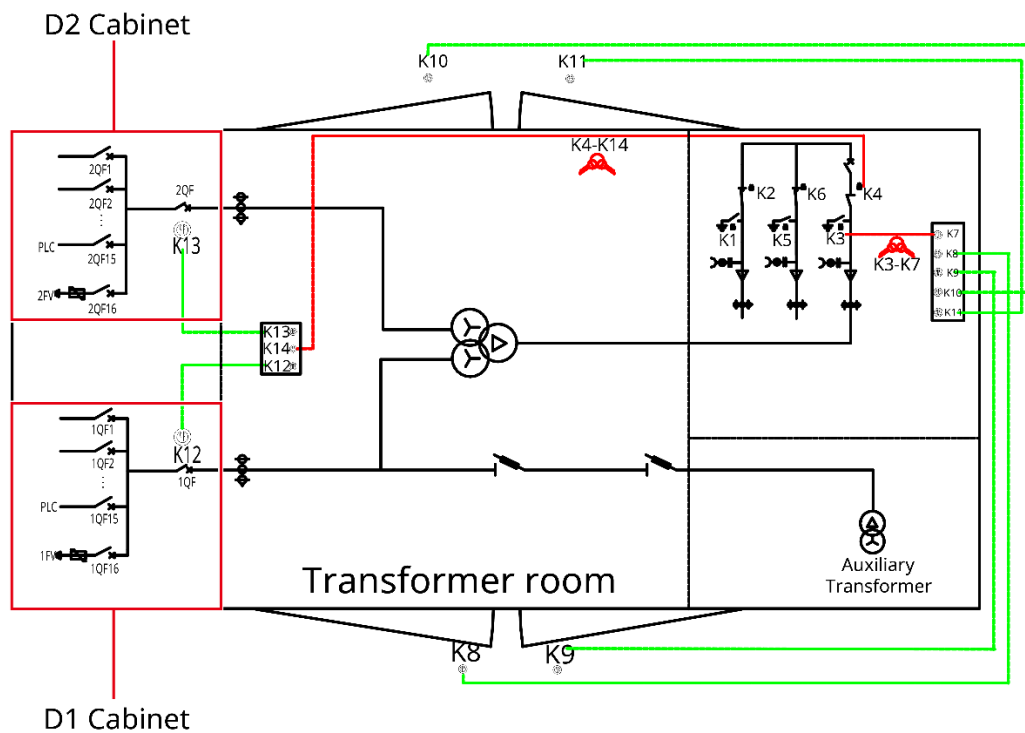 D2 Cabinet
K10
K11
2QF1
2QF2
PLC
2QF15
2FV
2QF16
2QF
K13
K4-K14
K2
K6
K4
K1
K5
K3
K3-K7
K7
K8
K9
K10
K11
K13
K14
K12
1QF1
1QF2
PLC
1QF15
1FV
1QF16
K12
1QF
Auxiliary
Transformer
Transformer room
K8
K9
D1 Cabinet